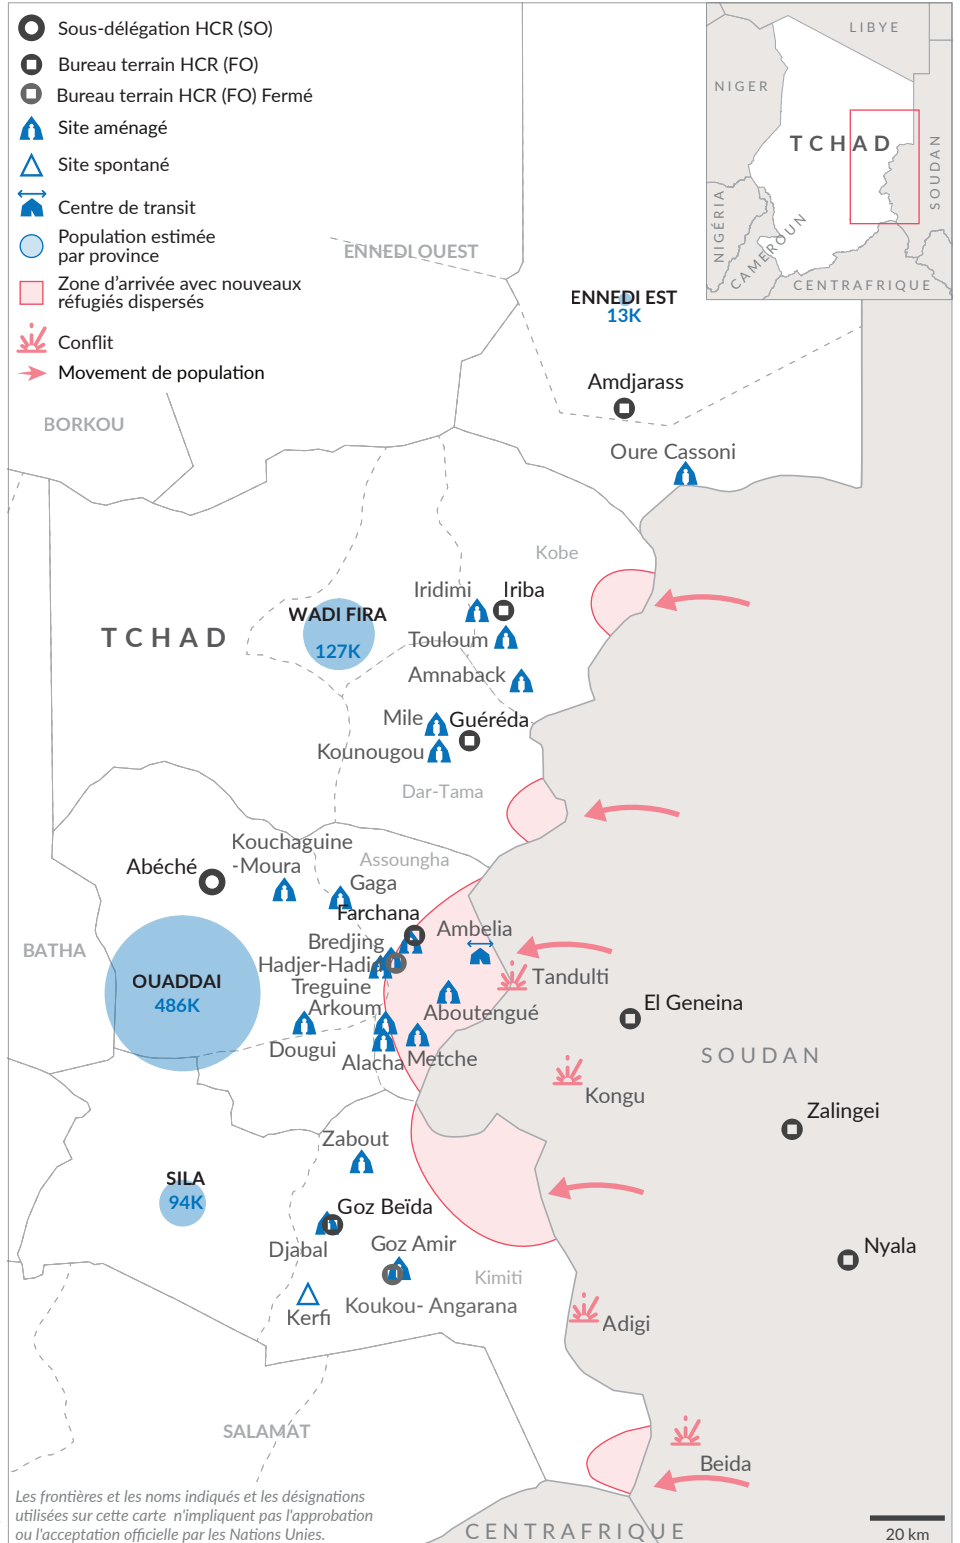 Sous-délégation HCR (SO)
Bureau terrain HCR (FO)
Bureau terrain HCR (FO) Fermé
Site aménagé
Site spontané
Centre de transit
Population estimée
par province
Zone d'arrivée avec nouveaux
réfugiés dispersés
Conflit
Movement de population
LIBYE
NIGER
TCHAD
SOUDAN
NIGÉRIA
CAMEROUN
CENTRAFRIQUE
ENNEDI OUEST
ENNEDI EST
13K
Amdjarass
BORKOU
Oure Cassoni
Kobe
Iridimi
Iriba
WADI FIRA
127K
TCHAD
Touloum
Amnaback
Mile
Guéréda
Kounougou
Dar-Tama
Kouchaguine
-Moura
Abéché
Assoungha
Gaga
Farchana
Ambelia
Bredjing
Hadjer-Hadid
Treguine
Arkoum
BATHA
OUADDAI
486K
Tandulti
Aboutengué
El Geneina
Dougui
Alacha
Metche
SOUDAN
Kongu
Zalingei
Zabout
SILA
94K
Goz Beïda
Djabal
Goz Amir
Nyala
Kimiti
Kerfi
Koukou- Angarana
Adigi
SALAMAT
Beida
Les frontières et les noms indiqués et les désignations
utilisées sur cette carte n'impliquent pas l'approbation
ou l'acceptation officielle par les Nations Unies.
CENTRAFRIQUE
20 km